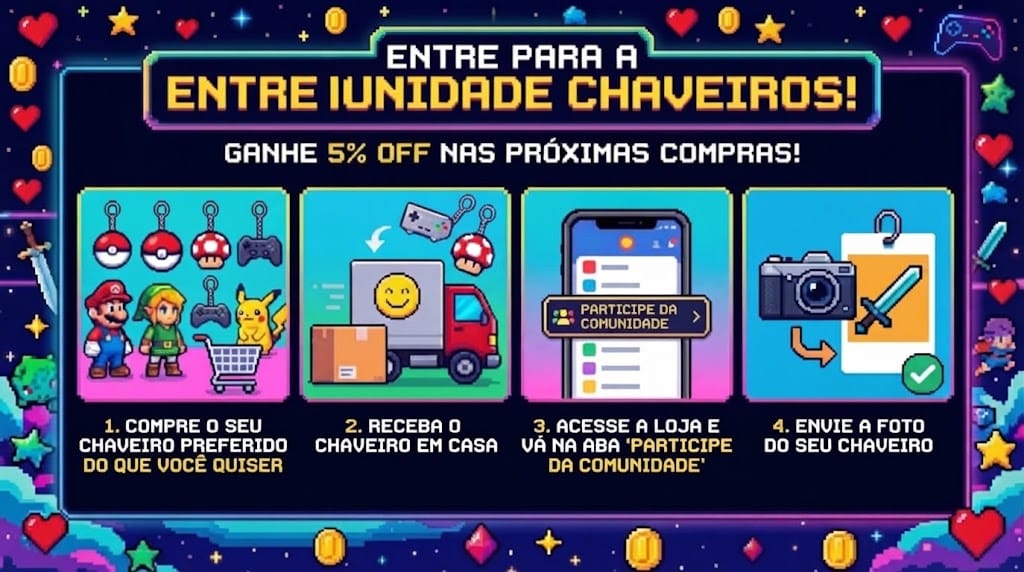 ENTRE PARA A
ENTRE IUNIDADE CHAVEIROS!
GANHE 5% OFF NAS PRÓXIMAS COMPRAS!
PARTICIPE DA
COMUNIDADE
1. COMPRE O SEU
CHAVEIRO PREFERIDO
DO QUE VOCÊ QUISER
2. RECEBA O
CHAVEIRO EM CASA
3. ACESSE A LOJA E
VÁ NA ABA 'PARTICIPE
DA COMUNIDADE'
4. ENVIE A FOTO
DO SEU CHAVEIRO